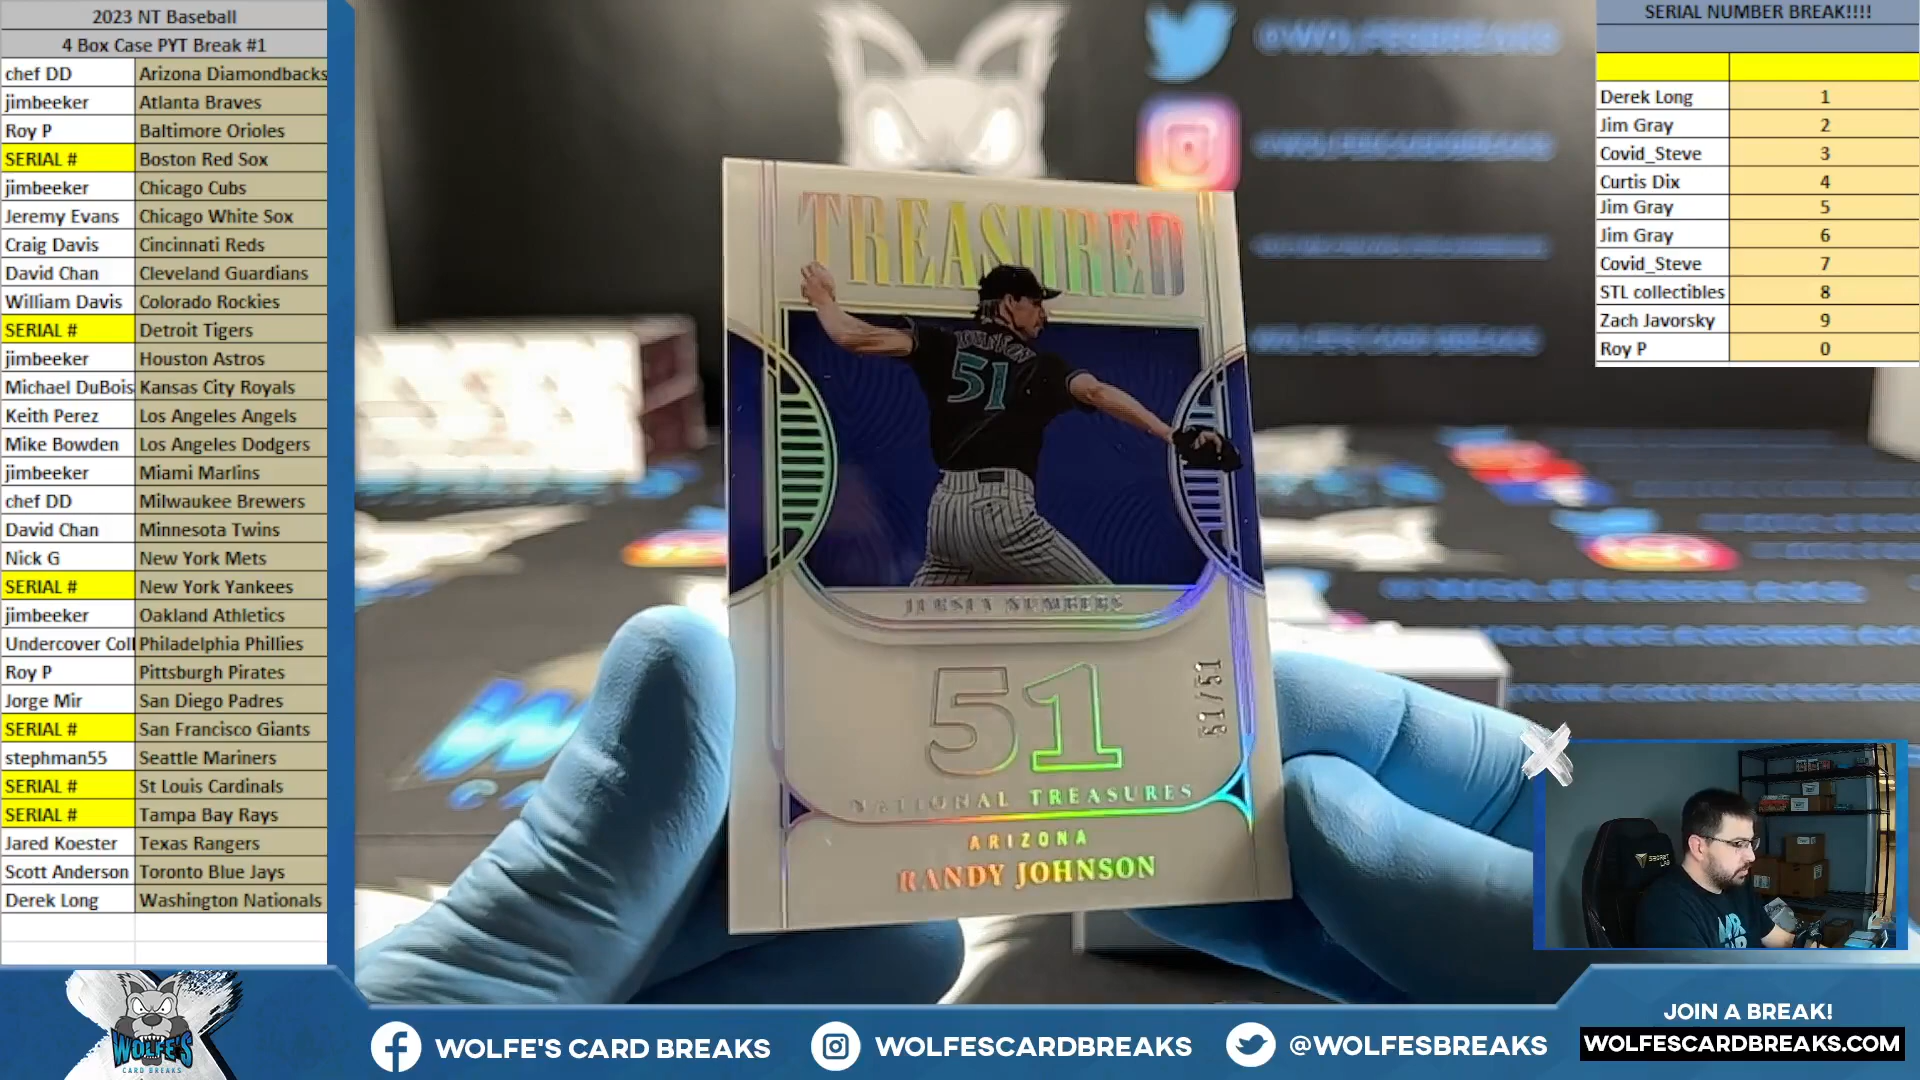 2023 NT Baseball
4 Box Case PYT Break #1
chef DD Arizona Diamondbacks
jimbeeker Atlanta Braves
Roy P Baltimore Orioles
SERIAL # Boston Red Sox
jimbeeker Chicago Cubs
Jeremy Evans Chicago White Sox
Craig Davis Cincinnati Reds
David Chan Cleveland Guardians
William Davis Colorado Rockies
SERIAL # Detroit Tigers
jimbeeker Houston Astros
Michael DuBois Kansas City Royals
Keith Perez Los Angeles Angels
Mike Bowden Los Angeles Dodgers
jimbeeker Miami Marlins
chef DD Milwaukee Brewers
David Chan Minnesota Twins
Nick G New York Mets
SERIAL # New York Yankees
jimbeeker Oakland Athletics
Undercover Coll Philadelphia Phillies
Roy P Pittsburgh Pirates
Jorge Mir San Diego Padres
SERIAL # San Francisco Giants
stephman55 Seattle Mariners
SERIAL # St Louis Cardinals
SERIAL # Tampa Bay Rays
Jared Koester Texas Rangers
Scott Anderson Toronto Blue Jays
Derek Long Washington Nationals
@WOLFESBREAKS
TREASURED
JOHNSON
51
JERSEY NUMBERS
51
51/51
NATIONAL TREASURES
ARIZONA
RANDY JOHNSON
SERIAL NUMBER BREAK!!!!
Derek Long 1
Jim Gray 2
Covid_Steve 3
Curtis Dix 4
Jim Gray 5
Jim Gray 6
Covid_Steve 7
STL collectibles 8
Zach Javorsky 9
Roy P 0
WOLFE'S
CARD BREAKS
WOLFE'S CARD BREAKS
WOLFESCARDBREAKS
@WOLFESBREAKS
JOIN A BREAK!
WOLFESCARDBREAKS.COM